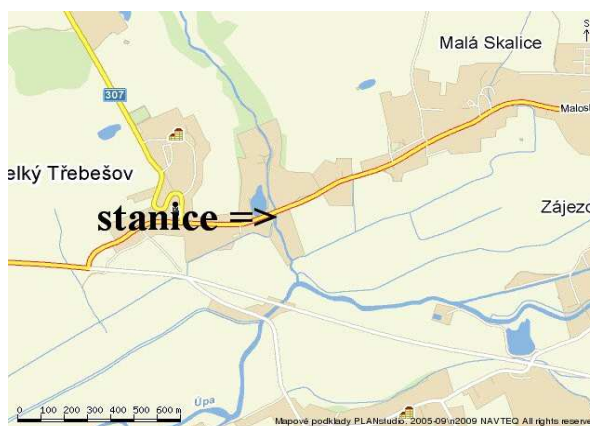 Malá Skalice
S
307
Malost
elký Třebešov
stanice =>
Zájezd
Úpa
0 100 200 300 400 500 600 m
Mapové podklady PLANstudio, 2005-09\n2009 NAVTEQ All rights reserve